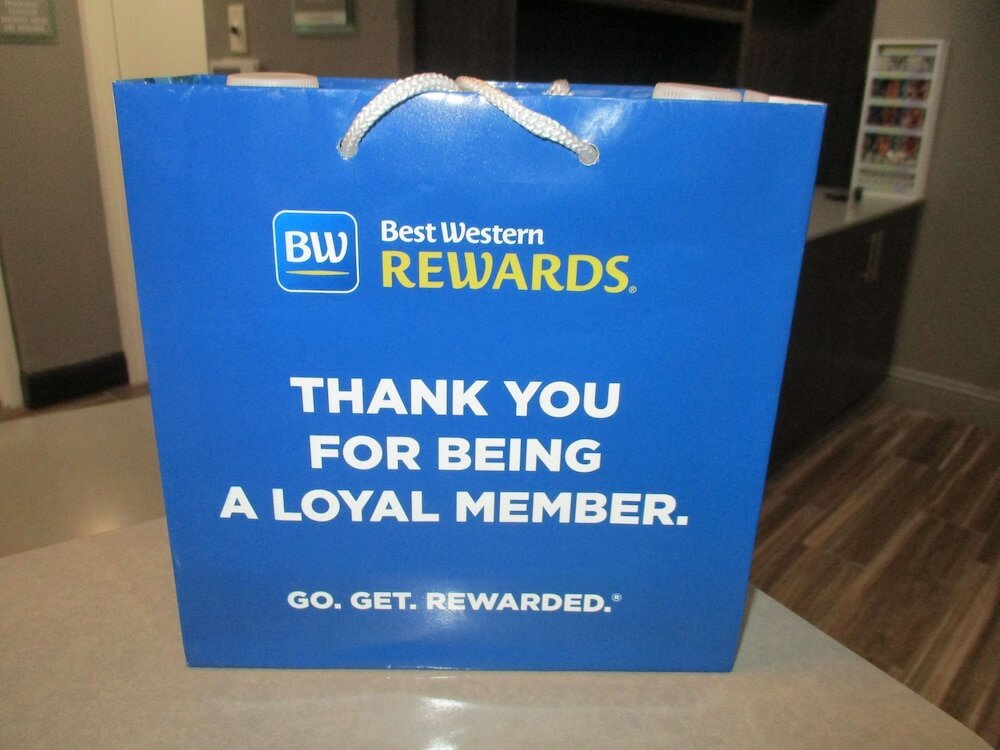 BW
Best Western
REWARDS®
THANK YOU
FOR BEING
A LOYAL MEMBER.
GO. GET. REWARDED.®